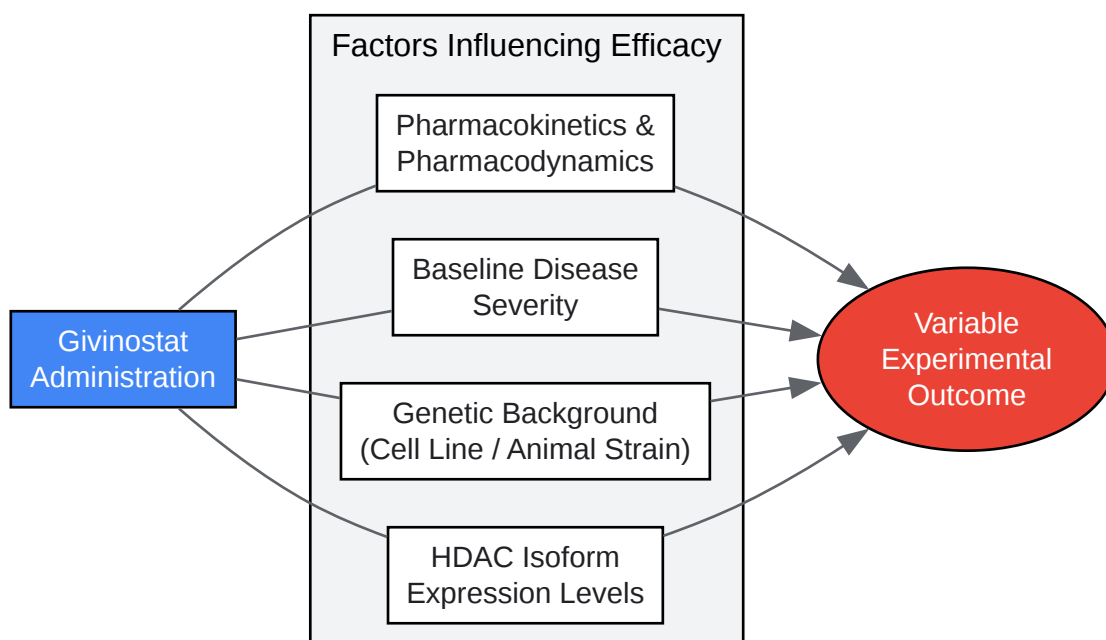 Factors Influencing Efficacy
Pharmacokinetics &
Pharmacodynamics
Baseline Disease
Severity
Givinostat
Administration
Variable
Experimental
Outcome
Genetic Background
(Cell Line / Animal Strain)
HDAC Isoform
Expression Levels